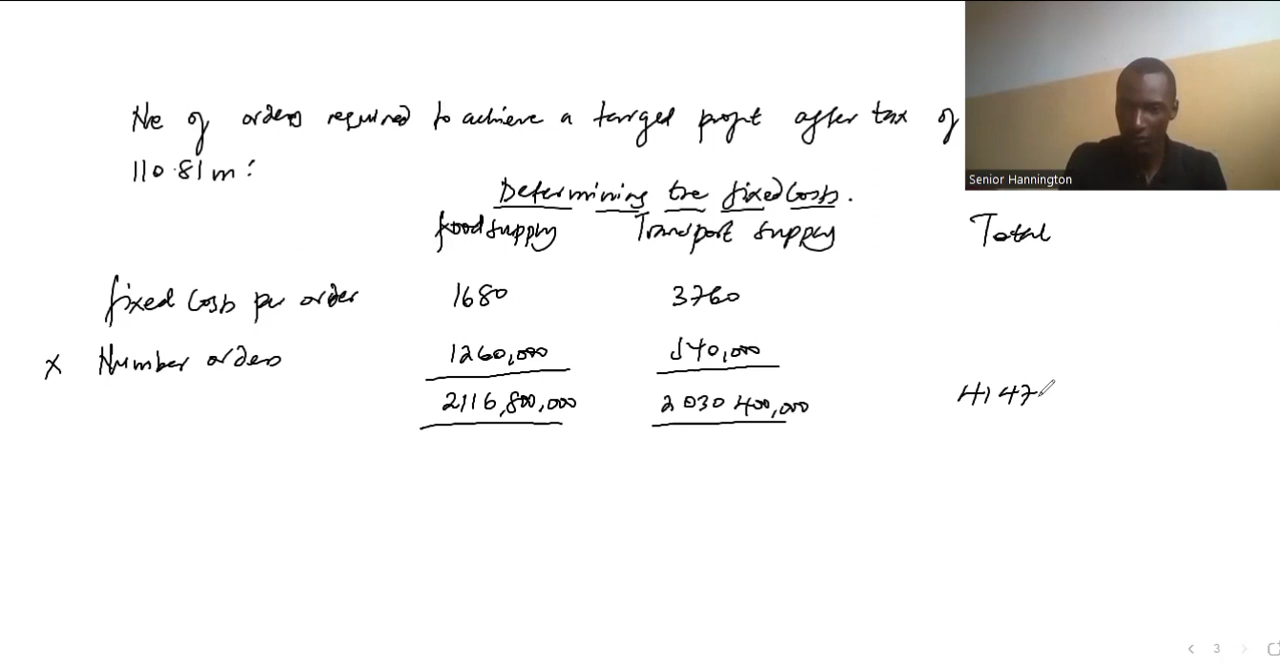 No of orders required to achieve a target profit after tax of
110.81m:
Senior Hannington
Determining the fixed Costs.
food supply Transport supply Total
fixed Costs per order 1680 3760
x Number orders 1260,000 540,000
2116,800,000 2030 400,000 4147
3